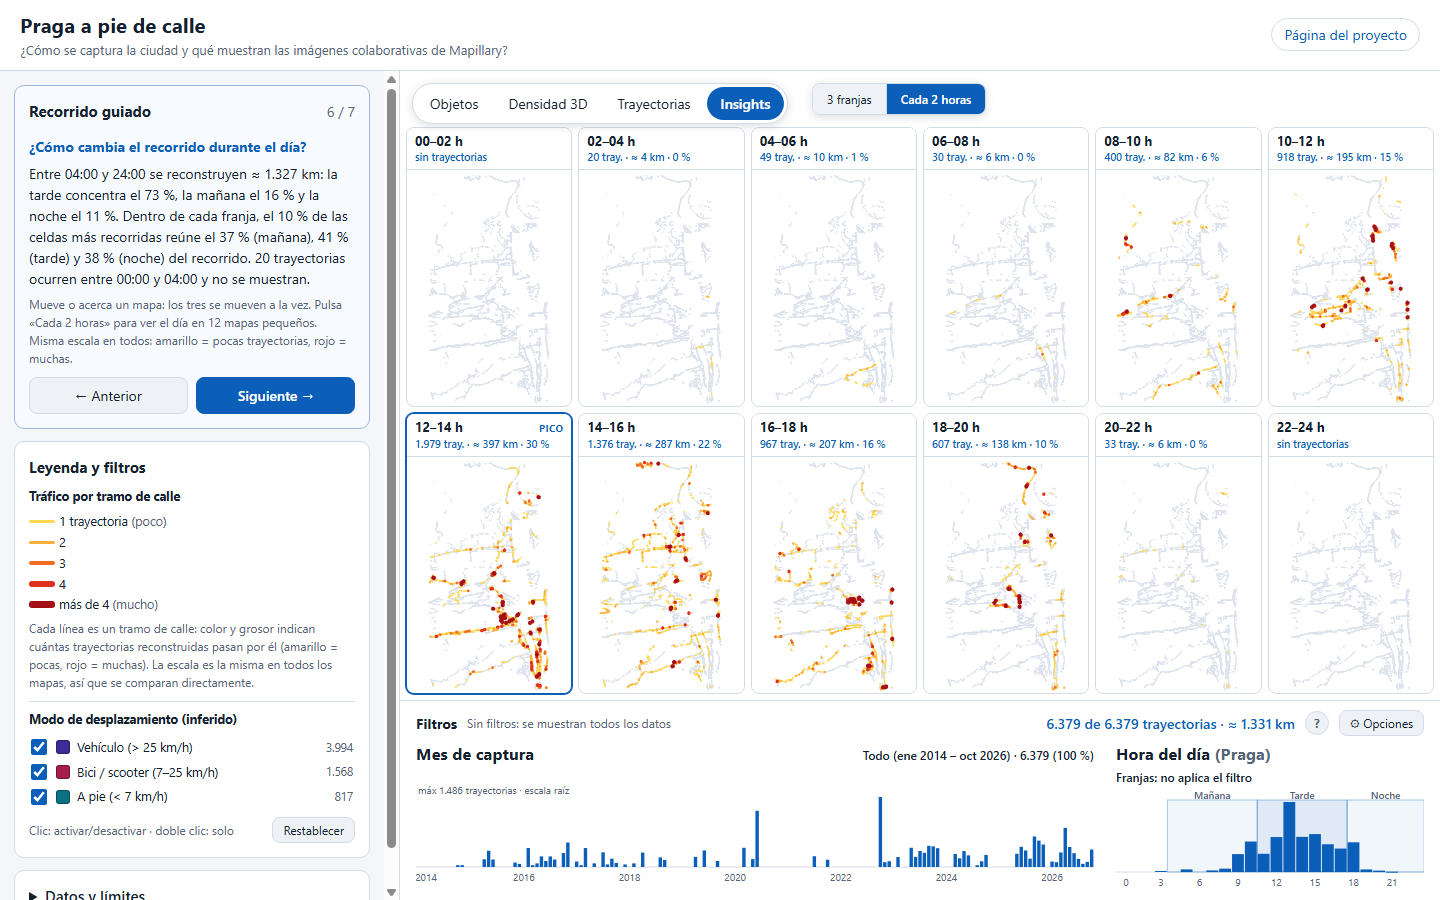 Praga a pie de calle
¿Cómo se captura la ciudad y qué muestran las imágenes colaborativas de Mapillary?
Página del proyecto
Recorrido guiado
6 / 7
¿Cómo cambia el recorrido durante el día?
Entre 04:00 y 24:00 se reconstruyen ≈ 1.327 km: la
tarde concentra el 73 %, la mañana el 16 % y la
noche el 11 %. Dentro de cada franja, el 10 % de las
celdas más recorridas reúne el 37 % (mañana), 41 %
(tarde) y 38 % (noche) del recorrido. 20 trayectorias
ocurren entre 00:00 y 04:00 y no se muestran.
Mueve o acerca un mapa: los tres se mueven a la vez. Pulsa
«Cada 2 horas» para ver el día en 12 mapas pequeños.
Misma escala en todos: amarillo = pocas trayectorias, rojo =
muchas.
← Anterior
Siguiente →
Leyenda y filtros
Tráfico por tramo de calle
1 trayectoria (poco)
2
3
4
más de 4 (mucho)
Cada línea es un tramo de calle: color y grosor indican
cuántas trayectorias reconstruidas pasan por él (amarillo =
pocas, rojo = muchas). La escala es la misma en todos los
mapas, así que se comparan directamente.
Modo de desplazamiento (inferido)
Vehículo (> 25 km/h) 3.994
Bici / scooter (7–25 km/h) 1.568
A pie (< 7 km/h) 817
Clic: activar/desactivar · doble clic: solo
Restablecer
▶ Datos y límites
Objetos
Densidad 3D
Trayectorias
Insights
3 franjas
Cada 2 horas
00–02 h
sin trayectorias
02–04 h
20 tray. · ≈ 4 km · 0 %
04–06 h
49 tray. · ≈ 10 km · 1 %
06–08 h
30 tray. · ≈ 6 km · 0 %
08–10 h
400 tray. · ≈ 82 km · 6 %
10–12 h
918 tray. · ≈ 195 km · 15 %
12–14 h
PICO
1.979 tray. · ≈ 397 km · 30 %
14–16 h
1.376 tray. · ≈ 287 km · 22 %
16–18 h
967 tray. · ≈ 207 km · 16 %
18–20 h
607 tray. · ≈ 138 km · 10 %
20–22 h
33 tray. · ≈ 6 km · 0 %
22–24 h
sin trayectorias
Filtros
Sin filtros: se muestran todos los datos
6.379 de 6.379 trayectorias · ≈ 1.331 km
?
⚙ Opciones
Mes de captura
Todo (ene 2014 – oct 2026) · 6.379 (100 %)
máx 1.486 trayectorias · escala raíz
2014 2016 2018 2020 2022 2024 2026
Hora del día (Praga)
Franjas: no aplica el filtro
Mañana Tarde Noche
0 3 6 9 12 15 18 21